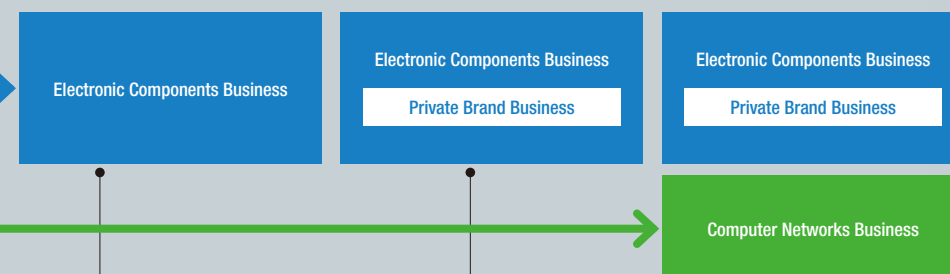 Electronic Components Business
Electronic Components Business
Private Brand Business
Electronic Components Business
Private Brand Business
Computer Networks Business